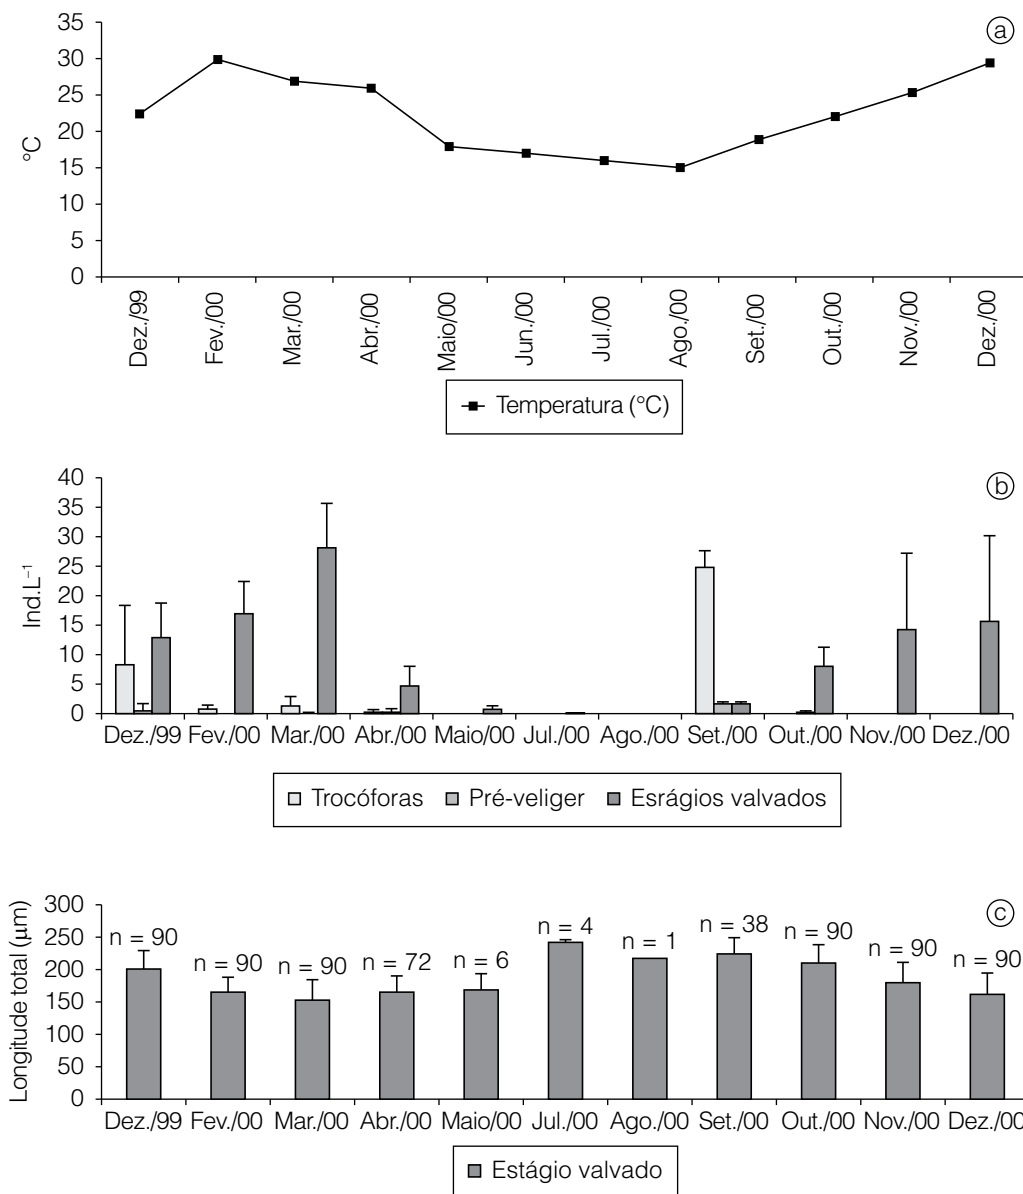 a
35
30
25
20
15
10
5
0
°C
Dez./99 Fev./00 Mar./00 Abr./00 Maio/00 Jun./00 Jul./00 Ago./00 Set./00 Out./00 Nov./00 Dez./00
Temperatura (°C)
b
40
35
30
25
20
15
10
5
0
Ind.L⁻¹
Dez./99 Fev./00 Mar./00 Abr./00 Maio/00 Jul./00 Ago./00 Set./00 Out./00 Nov./00 Dez./00
Trocóforas Pré-veliger Esrágios valvados
c
300
250
200
150
100
50
0
Longitude total (μm)
n = 90 n = 90 n = 90 n = 72 n = 6 n = 4 n = 1 n = 38 n = 90 n = 90 n = 90
Dez./99 Fev./00 Mar./00 Abr./00 Maio/00 Jul./00 Ago./00 Set./00 Out./00 Nov./00 Dez./00
Estágio valvado